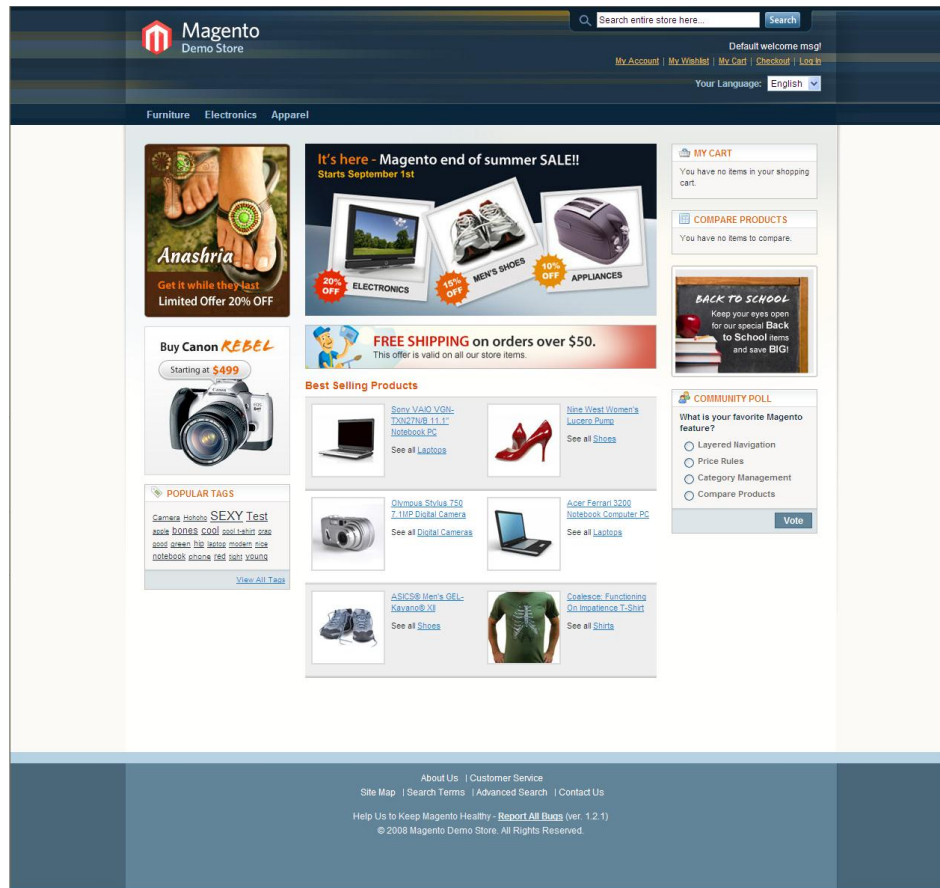 Magento
Demo Store
Search entire store here...
Search
Default welcome msg!
My Account | My Wishlist | My Cart | Checkout | Log In
Your Language: English
Furniture Electronics Apparel
Anashria
Get it while they last
Limited Offer 20% OFF
Buy Canon REBEL
Starting at $499
Canon
POPULAR TAGS
Camera Hohoho SEXY Test
apple bones cool cool t-shirt crap
good green hip laptop modern nice
notebook phone red tight young
View All Tags
It's here - Magento end of summer SALE!!
Starts September 1st
20% OFF
ELECTRONICS
15% OFF
MEN'S SHOES
10% OFF
APPLIANCES
FREE SHIPPING on orders over $50.
This offer is valid on all our store items.
Best Selling Products
Sony VAIO VGN-
TXN27N/B 11.1"
Notebook PC
See all Laptops
Nine West Women's
Lucero Pump
See all Shoes
Olympus Stylus 750
7.1MP Digital Camera
See all Digital Cameras
Acer Ferrari 3200
Notebook Computer PC
See all Laptops
ASICS® Men's GEL-
Kayano® XII
See all Shoes
Coalesce: Functioning
On Impatience T-Shirt
See all Shirts
MY CART
You have no items in your shopping
cart.
COMPARE PRODUCTS
You have no items to compare.
BACK TO SCHOOL
Keep your eyes open
for our special Back
to School items
and save BIG!
COMMUNITY POLL
What is your favorite Magento
feature?
Layered Navigation
Price Rules
Category Management
Compare Products
Vote
About Us | Customer Service
Site Map | Search Terms | Advanced Search | Contact Us
Help Us to Keep Magento Healthy - Report All Bugs (ver. 1.2.1)
© 2008 Magento Demo Store. All Rights Reserved.